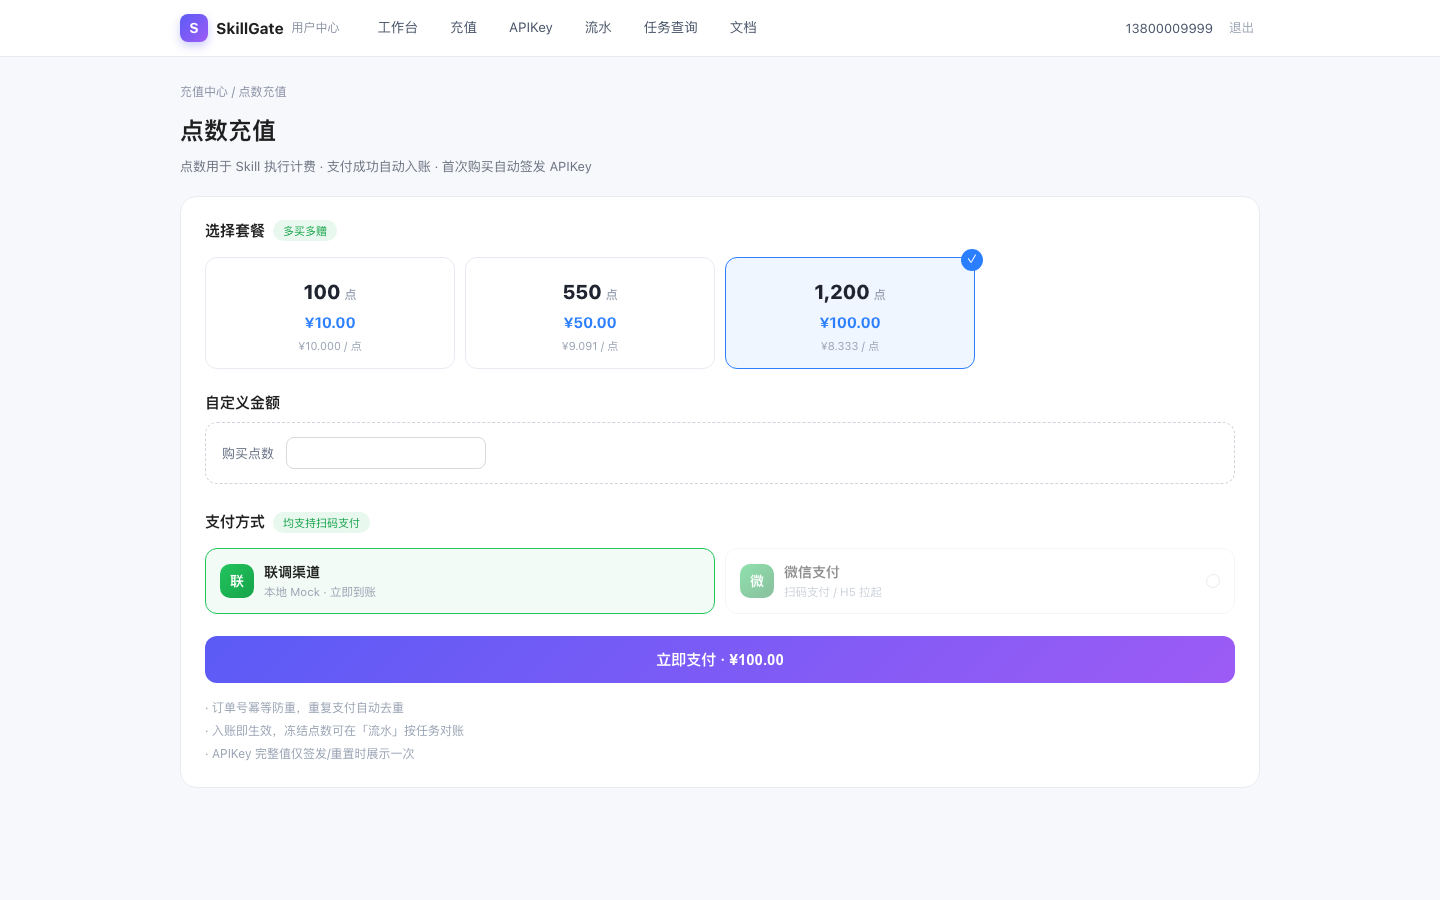 S SkillGate 用户中心 工作台 充值 APIKey 流水 任务查询 文档 13800009999 退出
充值中心 / 点数充值
点数充值
点数用于 Skill 执行计费 · 支付成功自动入账 · 首次购买自动签发 APIKey
选择套餐 多买多赠
100 点
¥10.00
¥10.000 / 点
550 点
¥50.00
¥9.091 / 点
1,200 点
¥100.00
¥8.333 / 点
自定义金额
购买点数
支付方式 均支持扫码支付
联 联调渠道
本地 Mock · 立即到账
微 微信支付
扫码支付 / H5 拉起
立即支付 · ¥100.00
· 订单号幂等防重，重复支付自动去重
· 入账即生效，冻结点数可在「流水」按任务对账
· APIKey 完整值仅签发/重置时展示一次